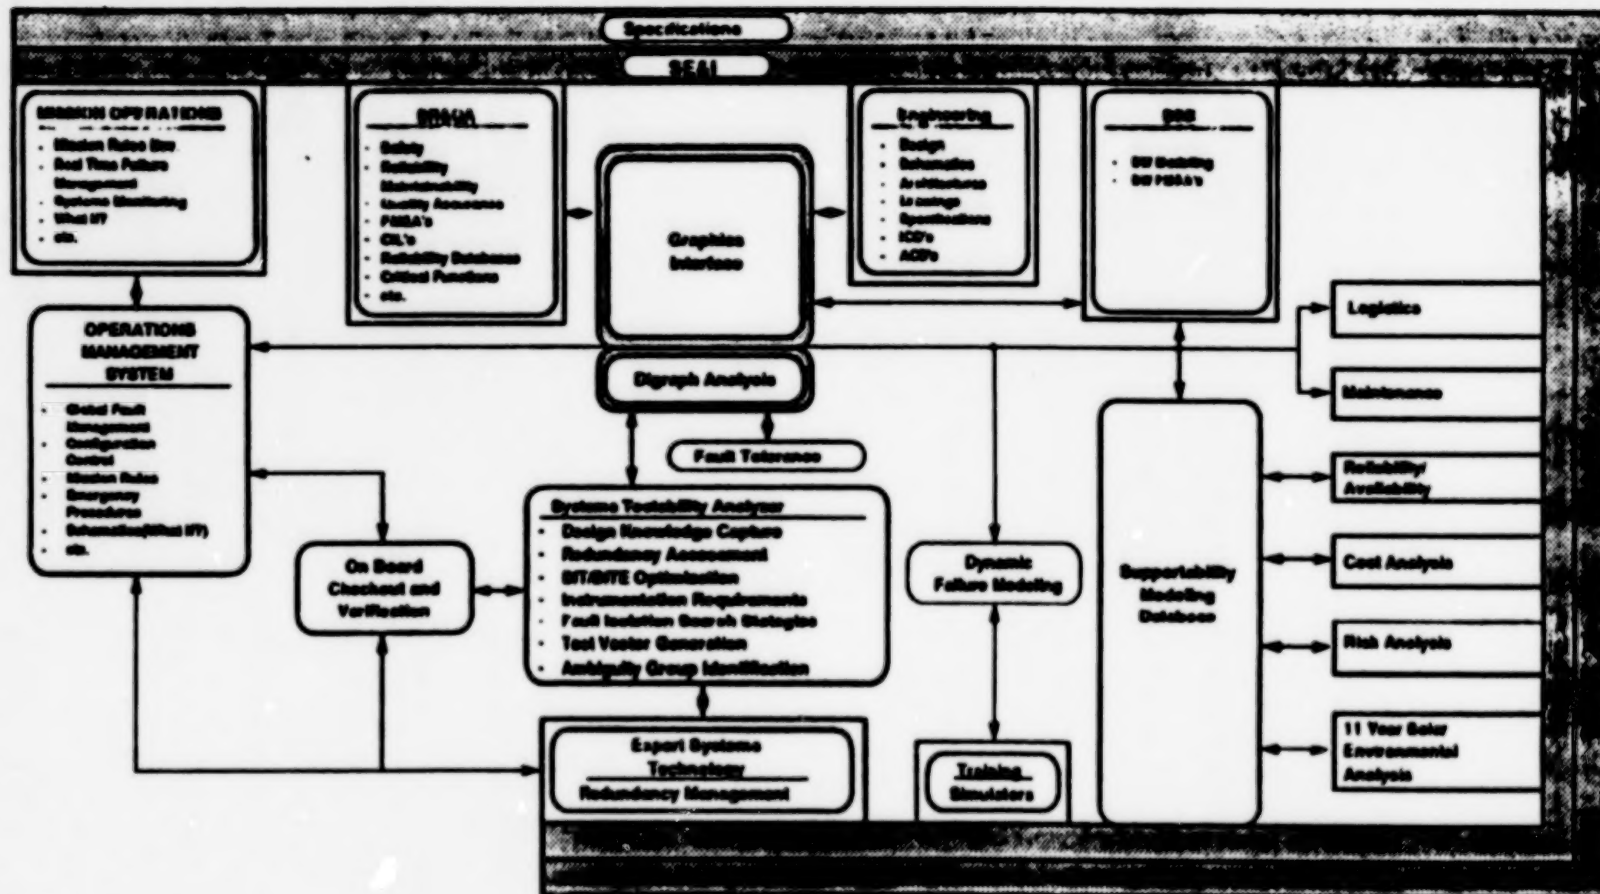 Specifications
SE&I
MISSION OPERATIONS
Mission Rules Dev.
Real Time Failure
Management
Systems Monitoring
What if?
etc.
SR&QA
Safety
Reliability
Maintainability
Quality Assurance
FMEA's
CIL's
Reliability Databases
Critical Functions
etc.
Graphics
Interface
Digraph Analysis
Fault Tolerance
Engineering
Design
Schematics
Architectures
Specifications
ICD's
ACD's
SW Modeling
SW FMEA's
OPERATIONS
MANAGEMENT
SYSTEM
Global Fault
Management
Configuration
Control
Mission Rules
Emergency
Procedures
Schematics(What If?)
etc.
On Board
Checkout and
Verification
Systems Testability Analyzer
Design Knowledge Capture
Redundancy Assessment
BIT/BITE Optimization
Instrumentation Requirements
Fault Isolation Search Stategies
Test Vector Generation
Ambiguity Group Identification
Expert Systems
Technology
Redundancy Management
Dynamic
Failure Modeling
Training
Simulators
Supportability
Modeling
Database
Logistics
Maintenance
Reliability/
Availability
Cost Analysis
Risk Analysis
11 Year Solar
Environmental
Analysis